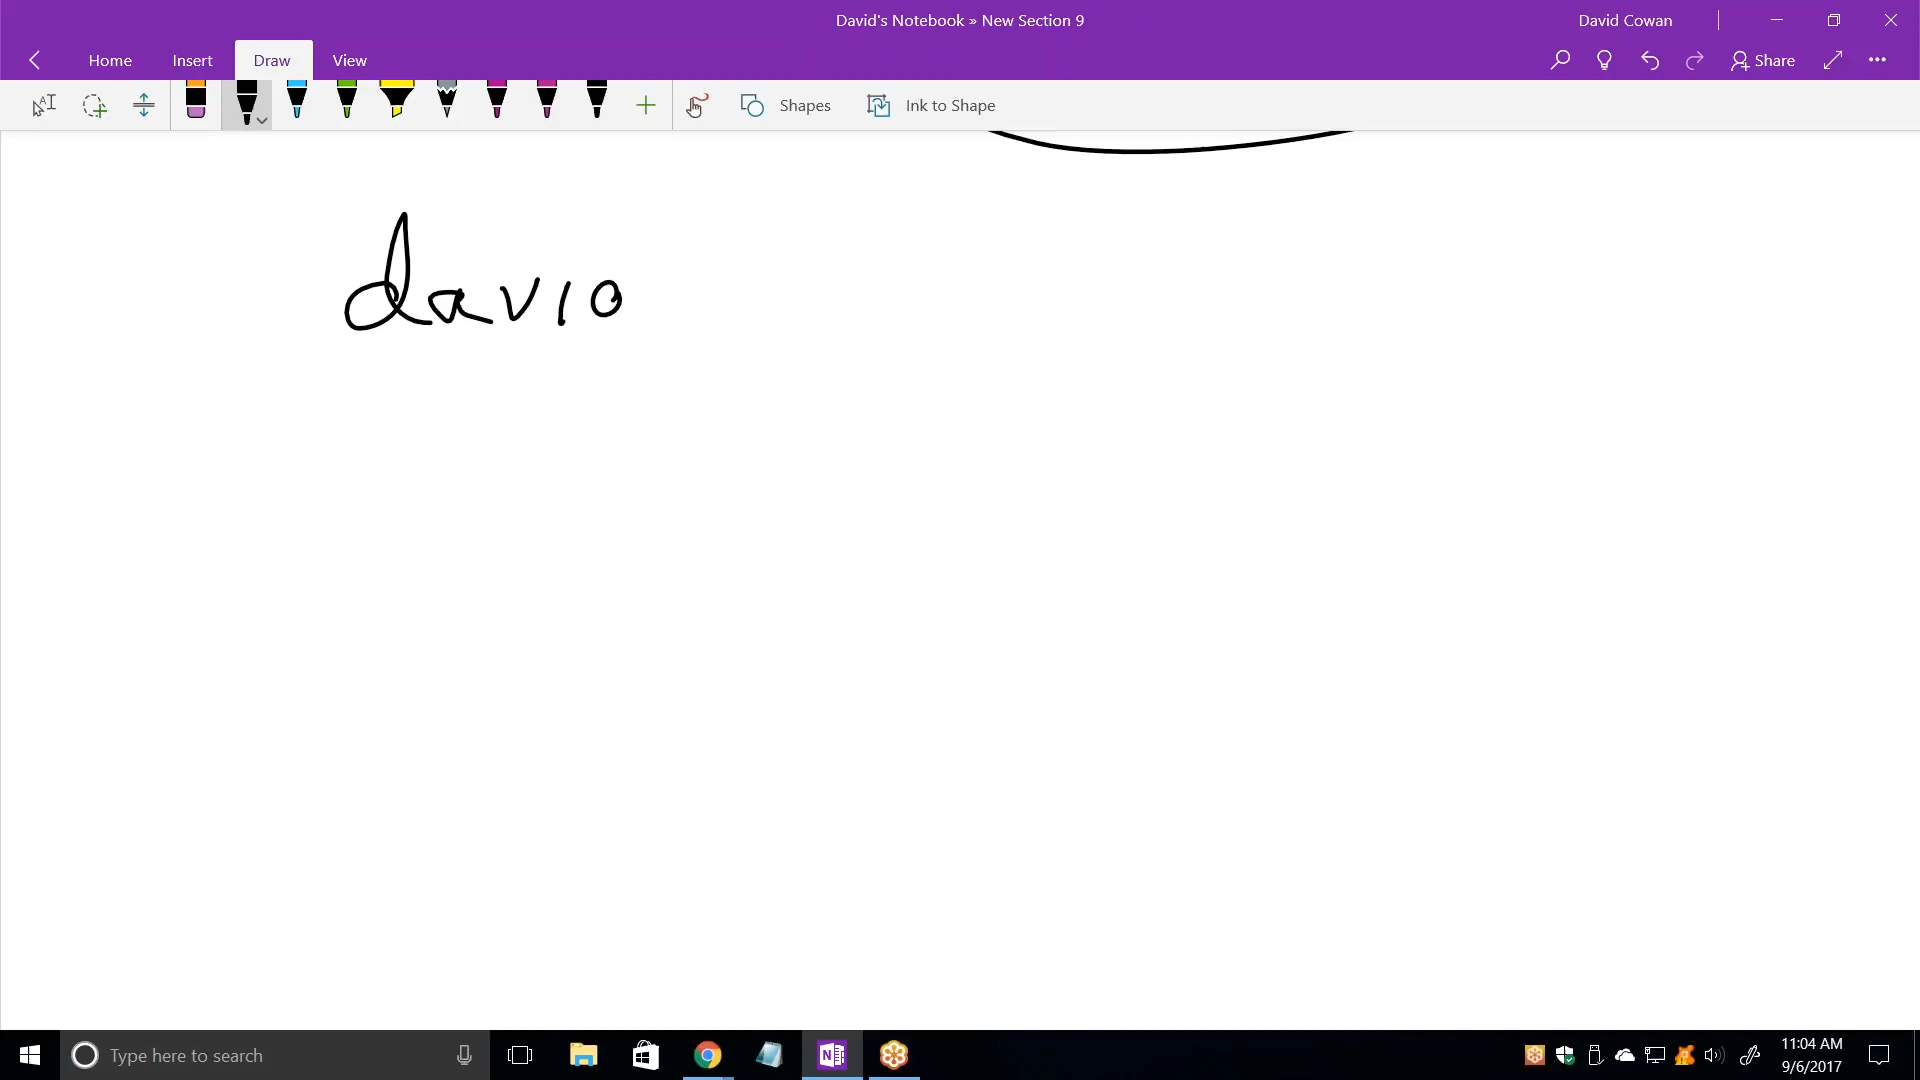 David's Notebook » New Section 9
David Cowan
Home
Insert
Draw
View
Share
Shapes
Ink to Shape
davio
Type here to search
11:04 AM
9/6/2017